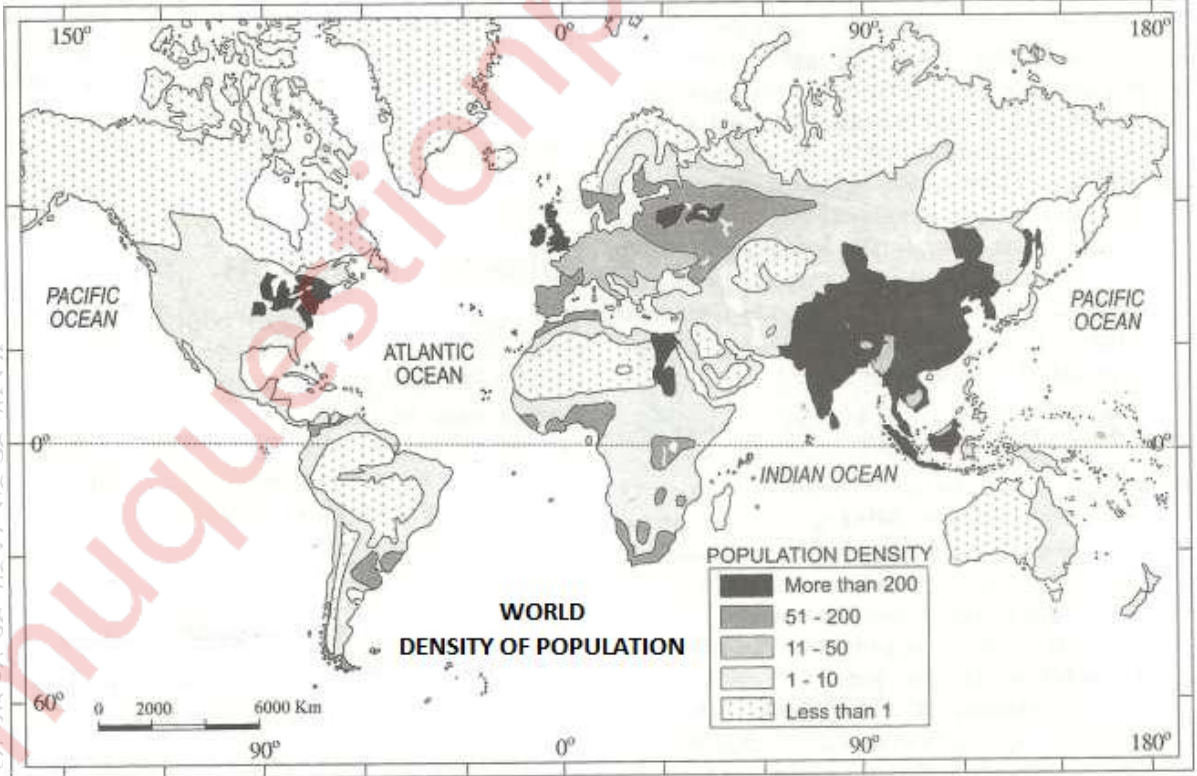 150°
0°
90°
180°
PACIFIC
OCEAN
ATLANTIC
OCEAN
PACIFIC
OCEAN
0°
0°
INDIAN OCEAN
POPULATION DENSITY
More than 200
51 - 200
11 - 50
1 - 10
Less than 1
WORLD
DENSITY OF POPULATION
60°
0 2000 6000 Km
90°
0°
90°
180°
nuquestionp